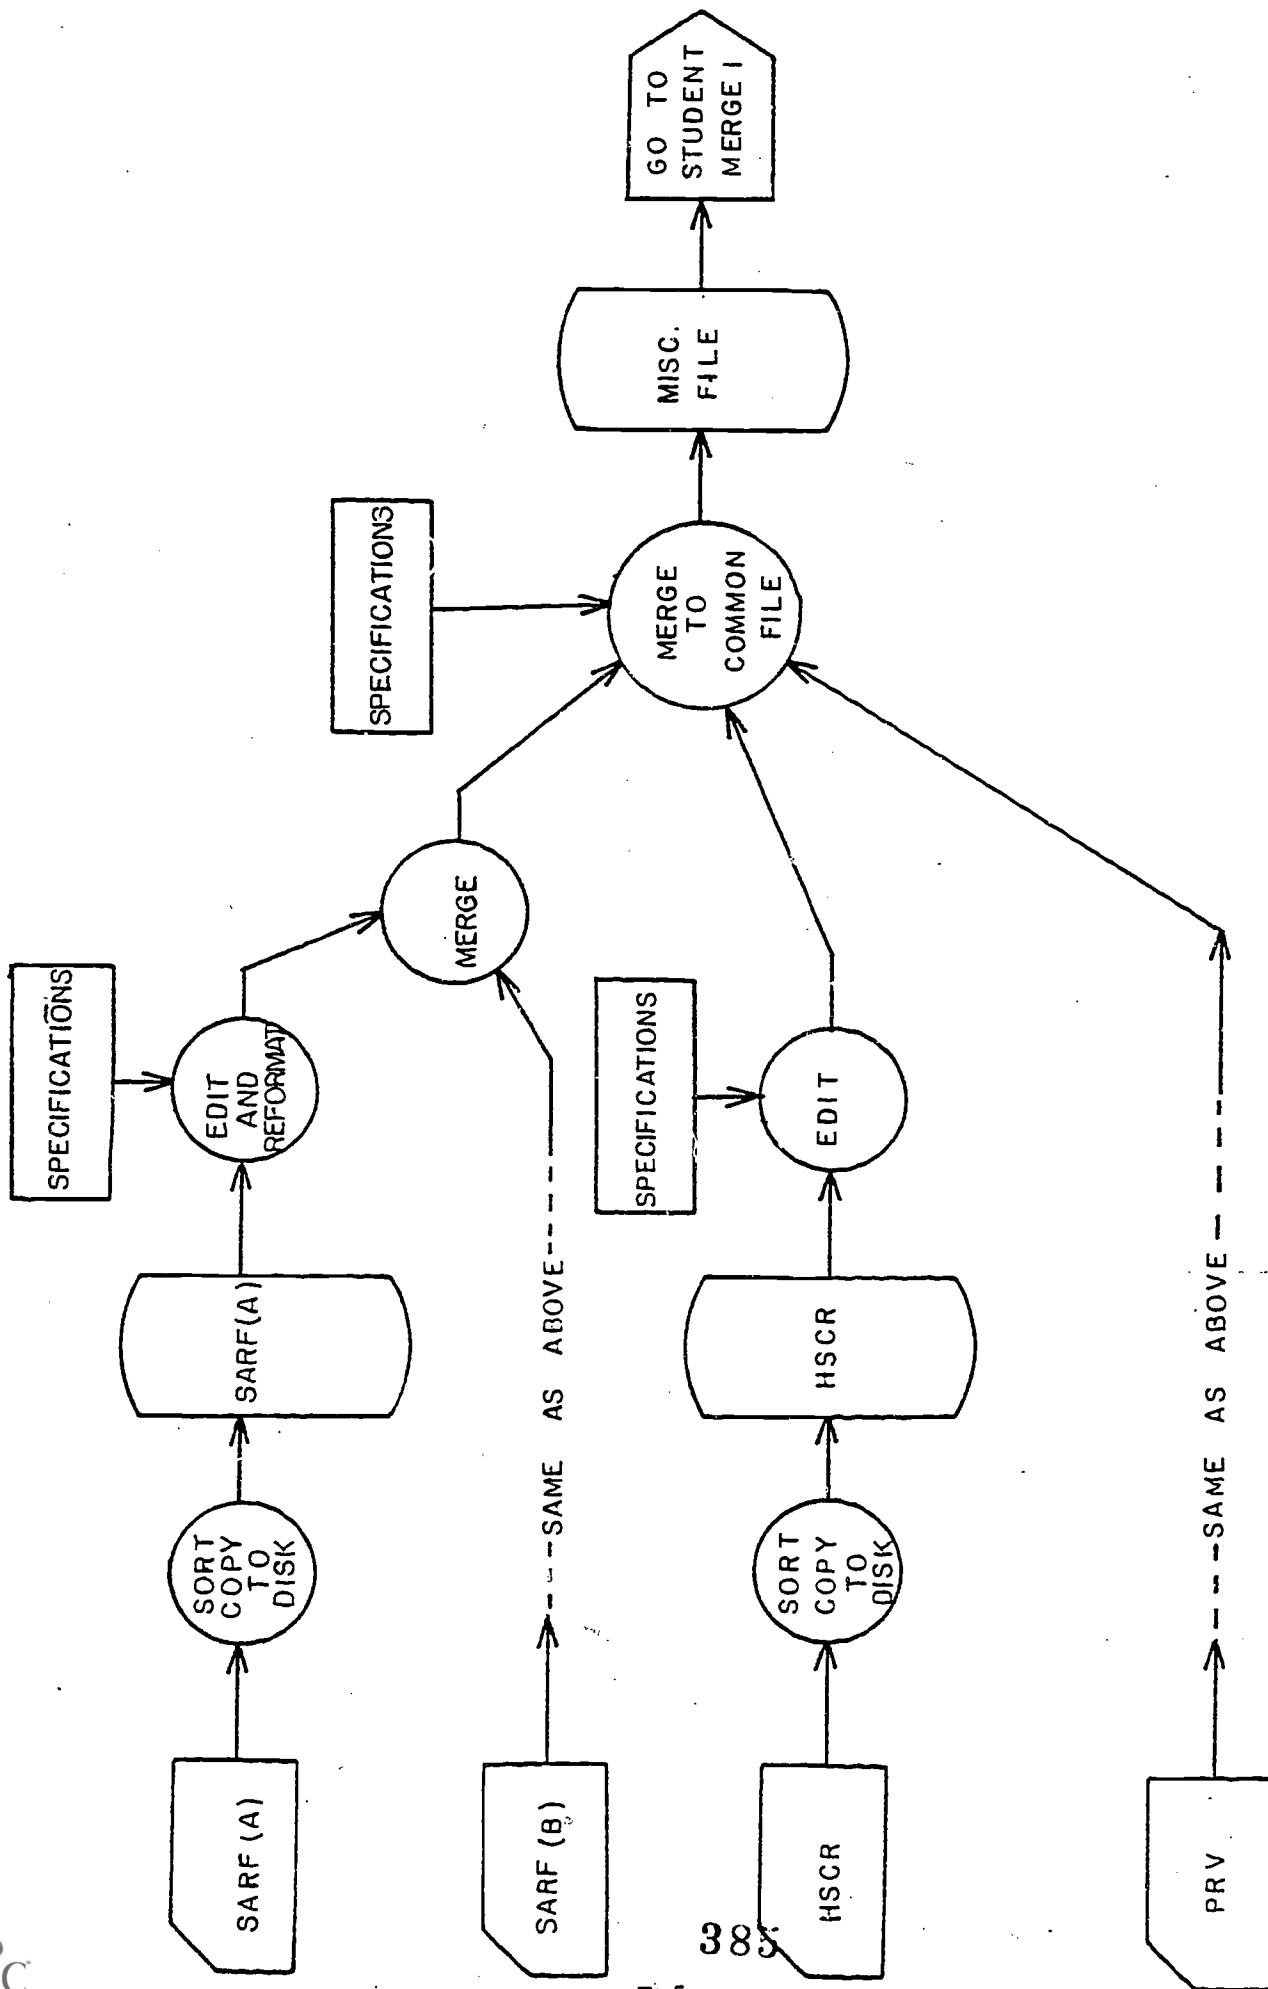 SARF (A)
SORT
COPY
TO
DISK
SARF(A)
SPECIFICATIONS
EDIT
AND
REFORMAT
MERGE
SARF (B)
SAME AS ABOVE
SPECIFICATIONS
MERGE
TO
COMMON
FILE
MISC.
FILE
GO TO
STUDENT
MERGE I
HSCR
SORT
COPY
TO
DISK
HSCR
SPECIFICATIONS
EDIT
PRV
SAME AS ABOVE
385
C